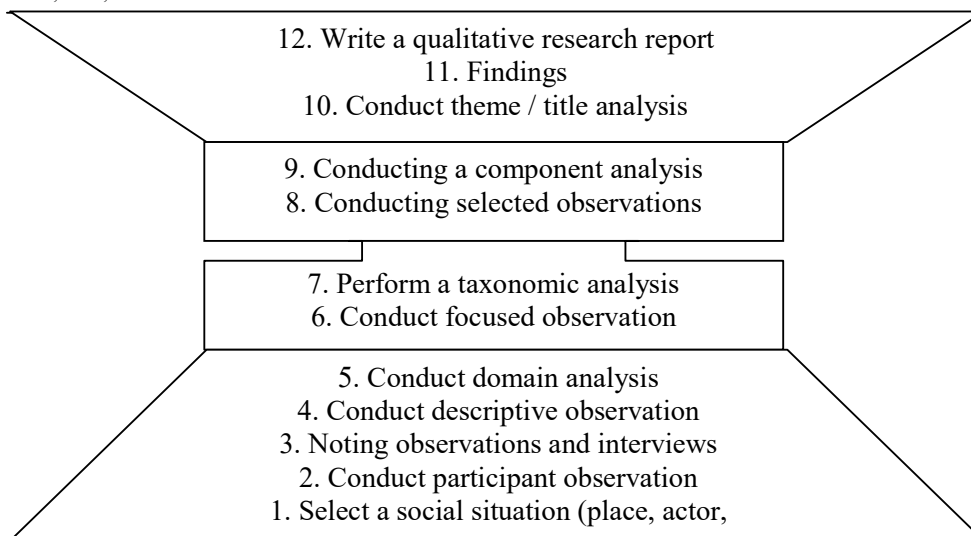 12. Write a qualitative research report
11. Findings
10. Conduct theme / title analysis
9. Conducting a component analysis
8. Conducting selected observations
7. Perform a taxonomic analysis
6. Conduct focused observation
5. Conduct domain analysis
4. Conduct descriptive observation
3. Noting observations and interviews
2. Conduct participant observation
1. Select a social situation (place, actor,